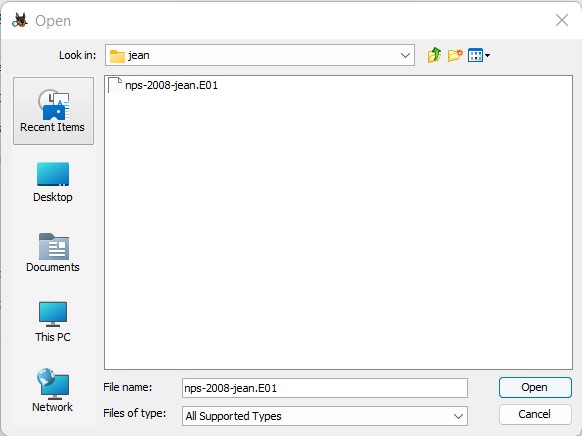 Open
Look in: jean
nps-2008-jean.E01
Recent Items
Desktop
Documents
This PC
Network
File name: nps-2008-jean.E01 Open
Files of type: All Supported Types Cancel